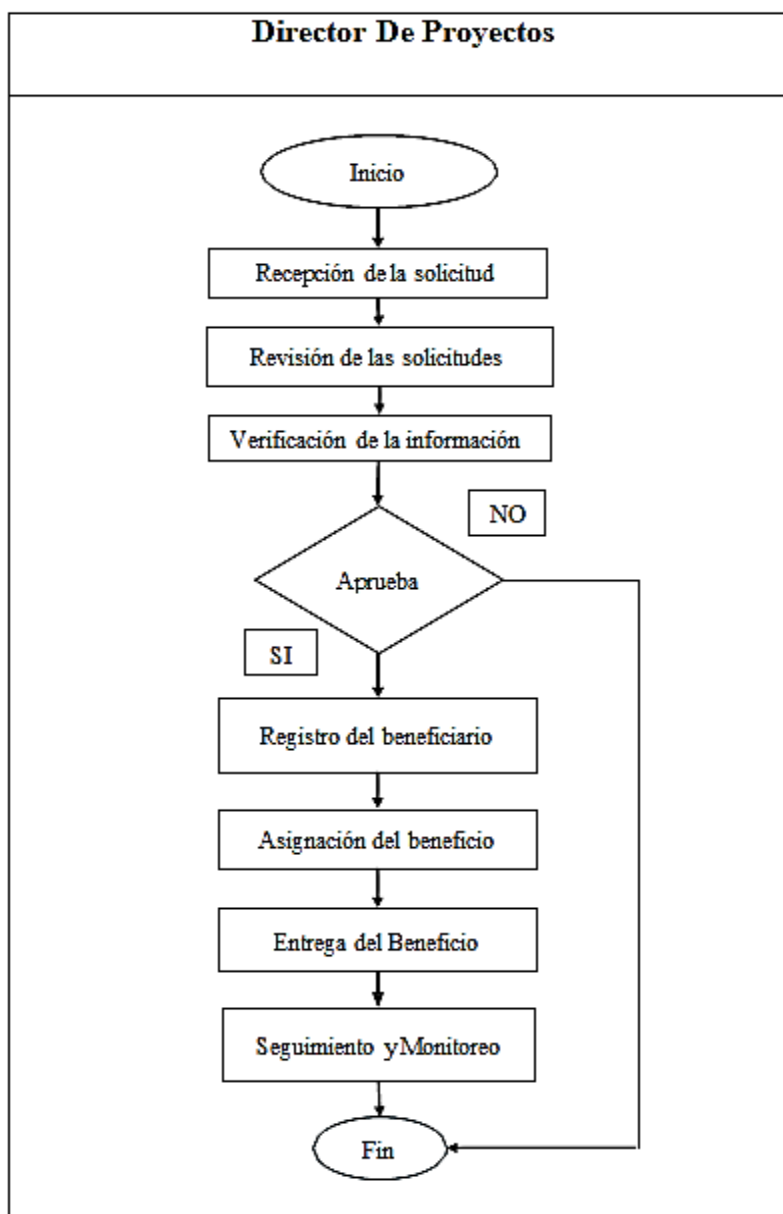 Director De Proyectos
Inicio
Recepción de la solicitud
Revisión de las solicitudes
Verificación de la información
NO
Aprueba
SI
Registro del beneficiario
Asignación del beneficio
Entrega del Beneficio
Seguimiento y Monitoreo
Fin